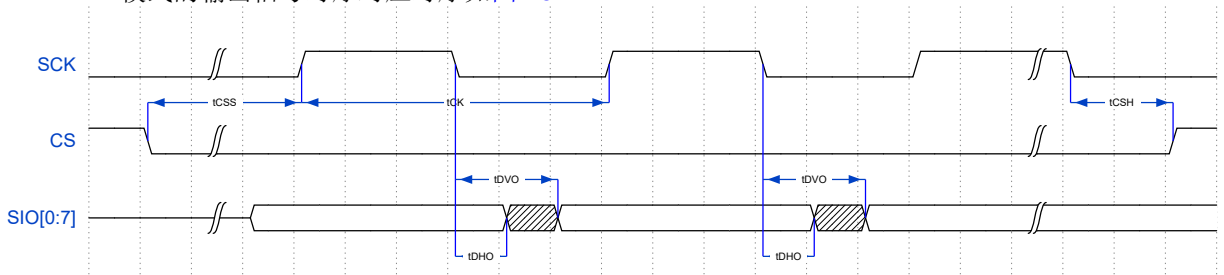 SCK
tCSS
tCK
tCSH
CS
tDVO
tDVO
SIO[0:7]
tDHO
tDHO